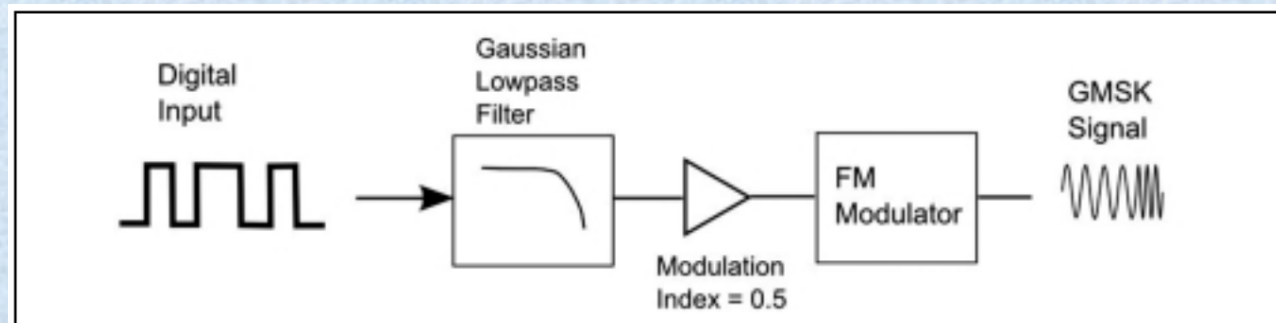 Digital
Input
Gaussian
Lowpass
Filter
Modulation
Index = 0.5
FM
Modulator
GMSK
Signal